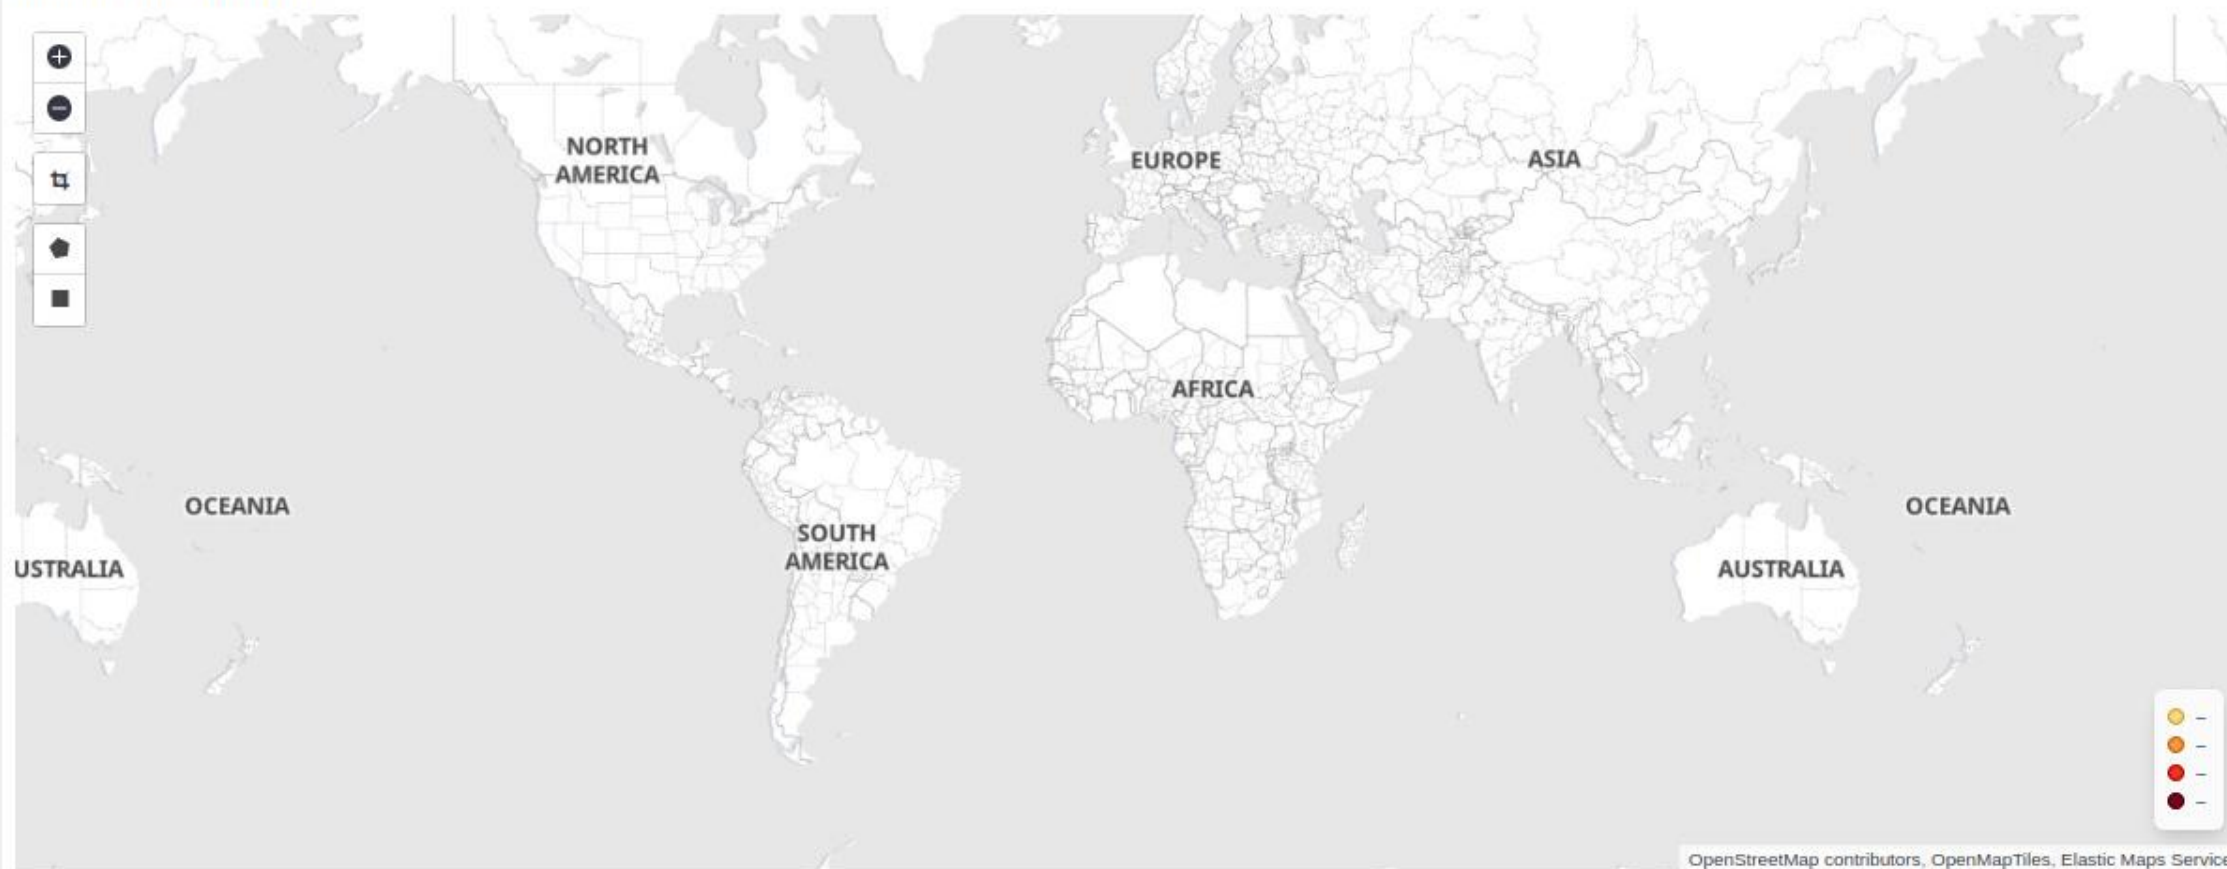 NORTH
AMERICA
EUROPE
ASIA
AFRICA
OCEANIA
OCEANIA
SOUTH
AMERICA
USTRALIA
AUSTRALIA
–
–
–
–
OpenStreetMap contributors, OpenMapTiles, Elastic Maps Service